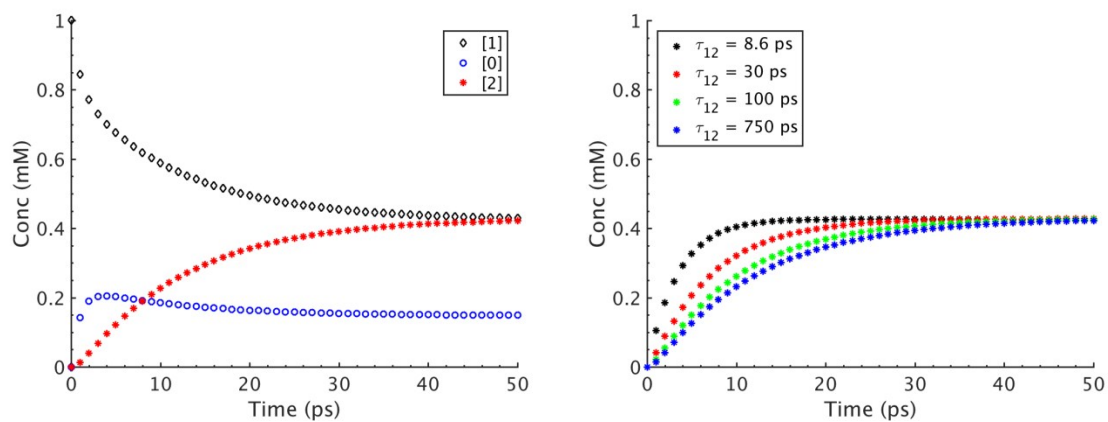 1
0.8
0.6
0.4
0.2
0
Conc (mM)
0 10 20 30 40 50
Time (ps)
[1]
[0]
[2]
1
0.8
0.6
0.4
0.2
0
Conc (mM)
0 10 20 30 40 50
Time (ps)
τ12 = 8.6 ps
τ12 = 30 ps
τ12 = 100 ps
τ12 = 750 ps